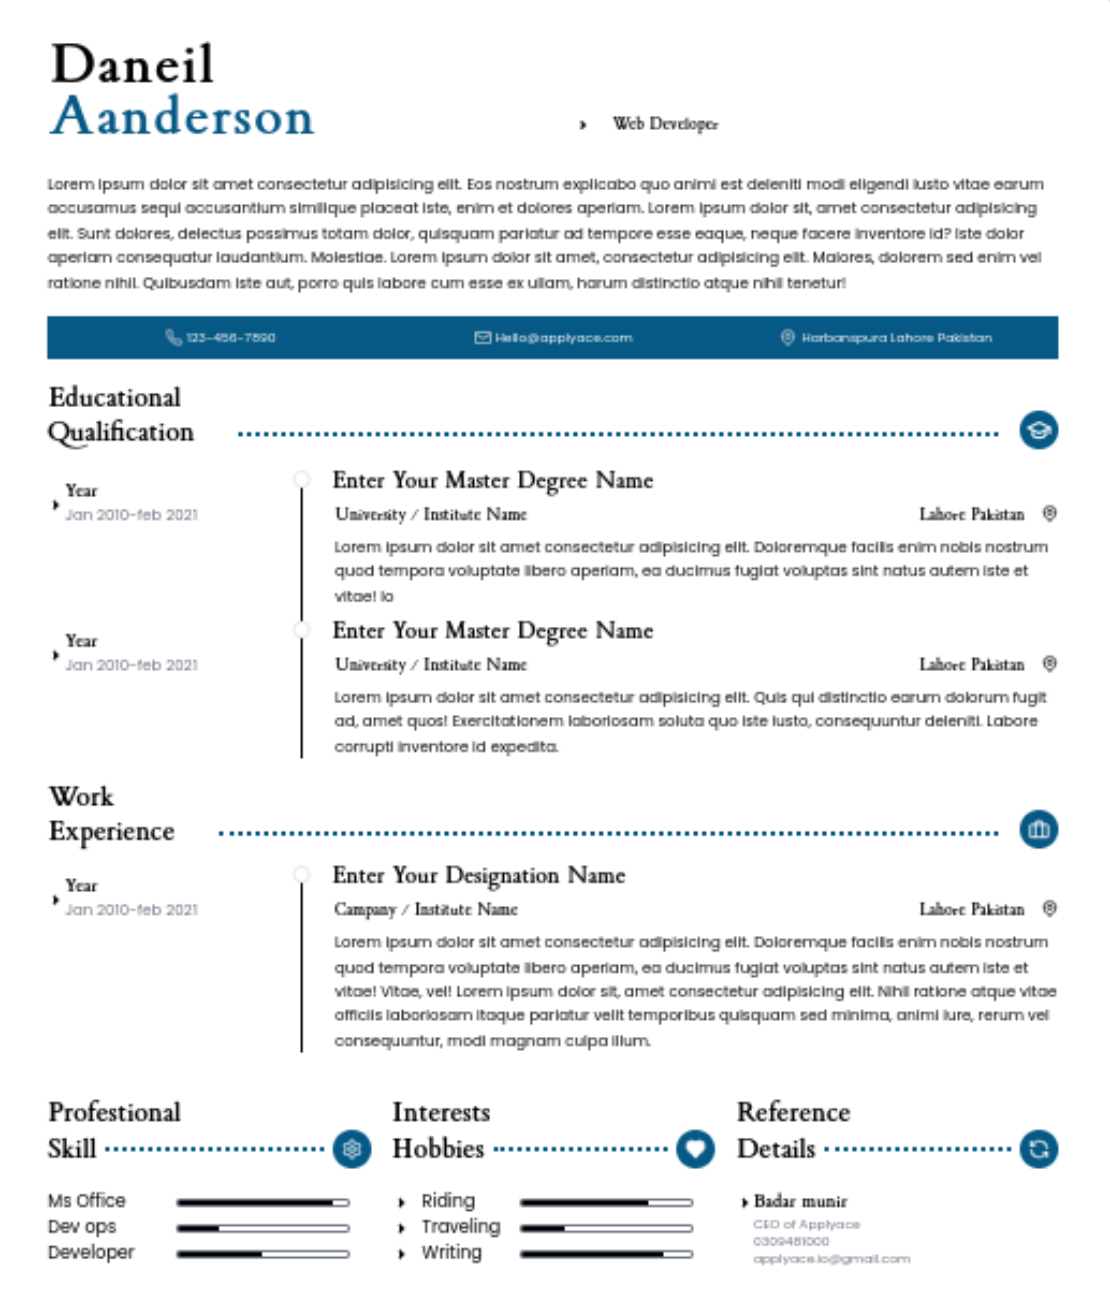 Daneil
Aanderson
Web Developer
Lorem ipsum dolor sit amet consectetur adipisicing elit. Eos nostrum explicabo quo animi est deleniti modi eligendi iusto vitae earum
accusamus sequi accusantium similique placeat iste, enim et dolores aperiam. Lorem ipsum dolor sit, amet consectetur adipisicing
elit. Sunt dolores, delectus possimus totam dolor, quisquam pariatur ad tempore esse eaque, neque facere inventore id? Iste dolor
aperiam consequatur laudantium. Molestiae. Lorem ipsum dolor sit amet, consectetur adipisicing elit. Maiores, dolorem sed enim vel
ratione nihil. Quibusdam iste aut, porro quis labore cum esse ex ullam, harum distinctio atque nihil tenetur!
123-456-7890 Hello@applyace.com Harbanspura Lahore Pakistan
Educational
Qualification
Enter Your Master Degree Name
Year
Jan 2010-feb 2021
University / Institute Name Lahore Pakistan
Lorem ipsum dolor sit amet consectetur adipisicing elit. Doloremque facilis enim nobis nostrum
quod tempora voluptate libero aperiam, ea ducimus fugiat voluptas sint natus autem iste et
vitae! lo
Enter Your Master Degree Name
Year
Jan 2010-feb 2021
University / Institute Name Lahore Pakistan
Lorem ipsum dolor sit amet consectetur adipisicing elit. Quis qui distinctio earum dolorum fugit
ad, amet quos! Exercitationem laboriosam soluta quo iste iusto, consequuntur deleniti. Labore
corrupti inventore id expedita.
Work
Experience
Enter Your Designation Name
Year
Jan 2010-feb 2021
Campany / Institute Name Lahore Pakistan
Lorem ipsum dolor sit amet consectetur adipisicing elit. Doloremque facilis enim nobis nostrum
quod tempora voluptate libero aperiam, ea ducimus fugiat voluptas sint natus autem iste et
vitae! Vitae, vel! Lorem ipsum dolor sit, amet consectetur adipisicing elit. Nihil ratione atque vitae
officiis laboriosam itaque pariatur velit temporibus quisquam sed minima, animi iure, rerum vel
consequuntur, modi magnam culpa illum.
Profestional
Skill
Ms Office
Dev ops
Developer
Interests
Hobbies
Riding
Traveling
Writing
Reference
Details
Badar munir
CEO of Applyace
0309481000
applyace.io@gmail.com